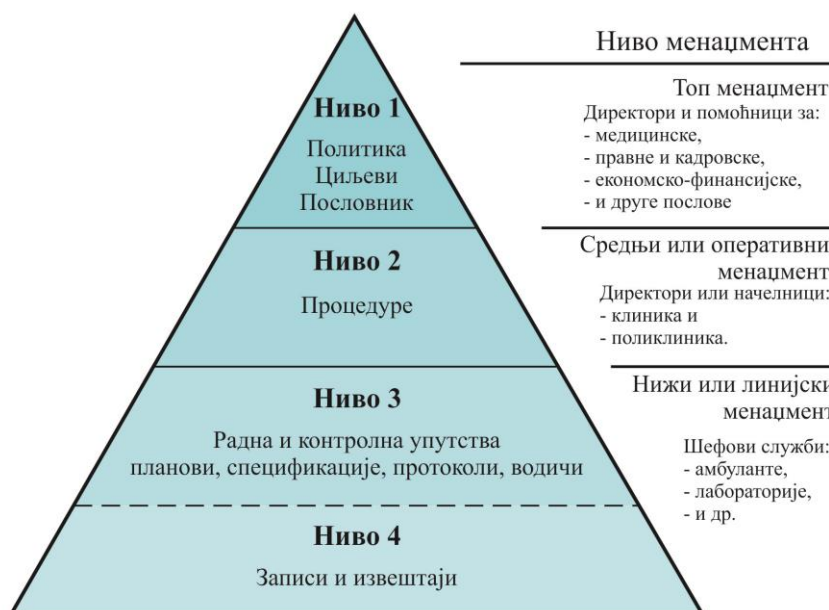 Ниво 1
Политика
Циљеви
Пословник
Ниво 2
Процедуре
Ниво 3
Радна и контролна упутства
планови, спецификације, протоколи, водичи
Ниво 4
Записи и извештаји
Ниво менаџмента
Топ менаџмент
Директори и помоћници за:
- медицинске,
- правне и кадровске,
- економско-финансијске,
- и друге послове
Средњи или оперативни
менаџмент
Директори или начелници:
- клиника и
- поликлиника.
Нижи или линијски
менаџмент
Шефови служби:
- амбуланте,
- лабораторије,
- и др.